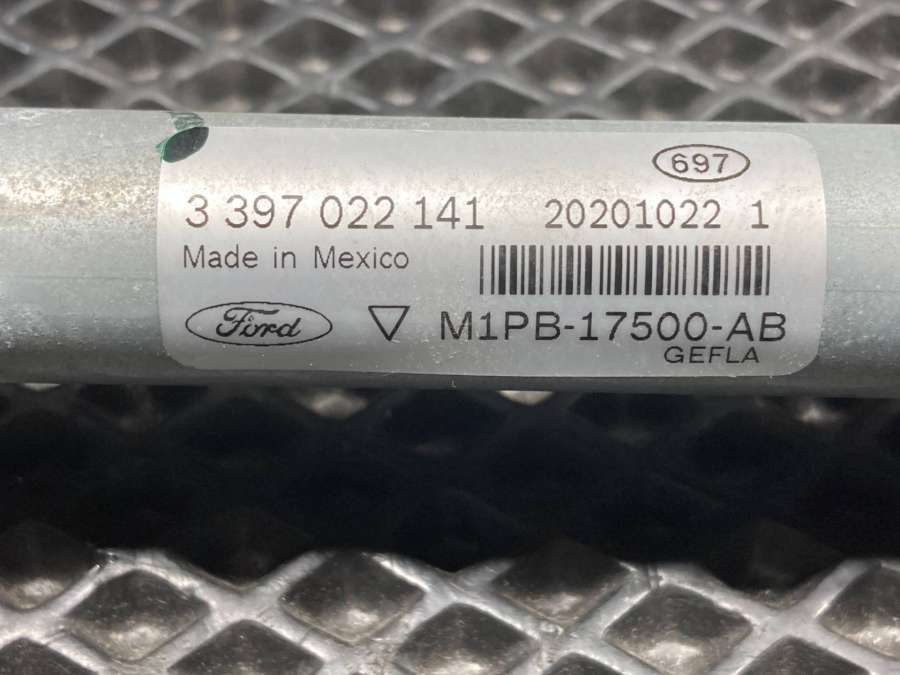 697
3 397 022 141 20201022 1
Made in Mexico
Ford M1PB-17500-AB
GEFLA